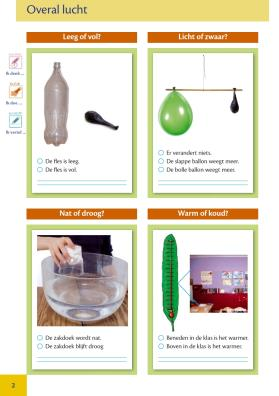 Overal lucht
Leeg of vol?
Licht of zwaar?
Ik denk ...
Ik doe ...
Ik vertel ...
De fles is leeg.
De fles is vol.
Er verandert niets.
De slappe ballon weegt meer.
De bolle ballon weegt meer.
Nat of droog?
Warm of koud?
De zakdoek wordt nat.
De zakdoek blijft droog
Beneden in de klas is het warmer.
Boven in de klas is het warmer.
2